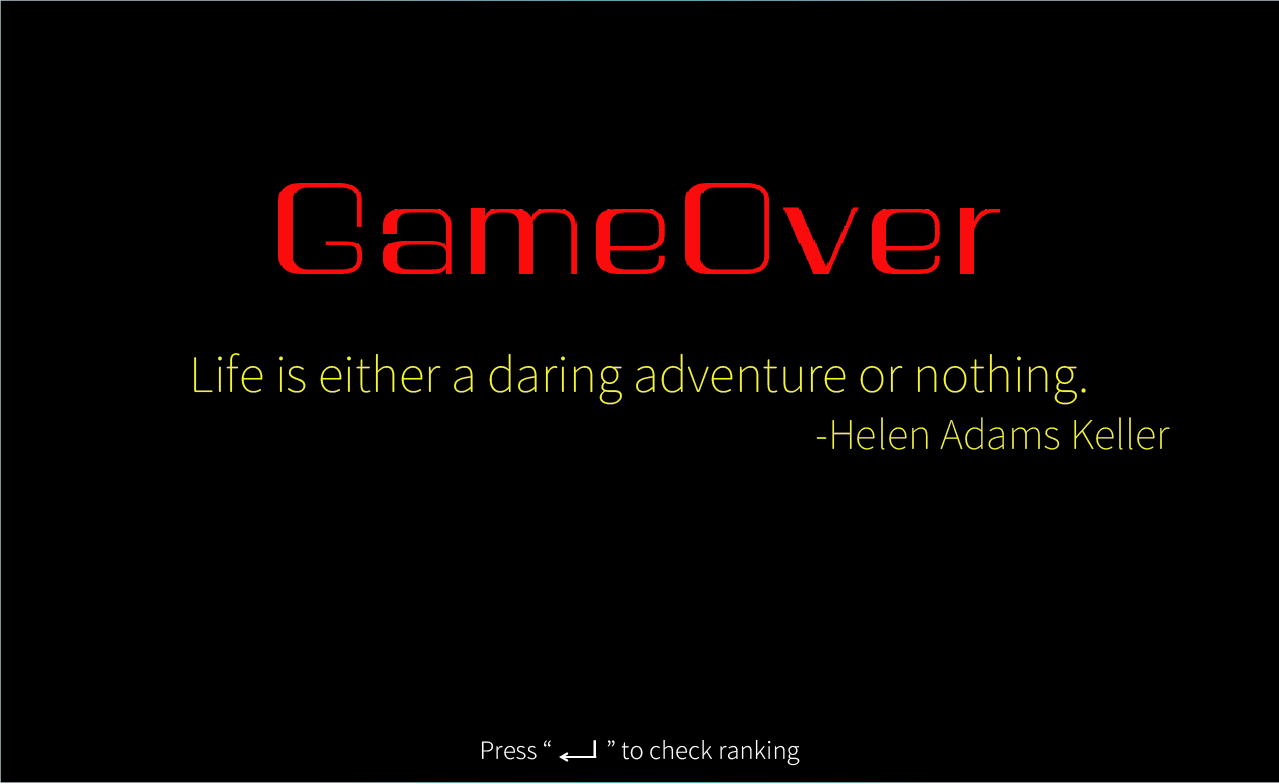 GameOver
Life is either a daring adventure or nothing.
-Helen Adams Keller
Press “ ↵ ” to check ranking